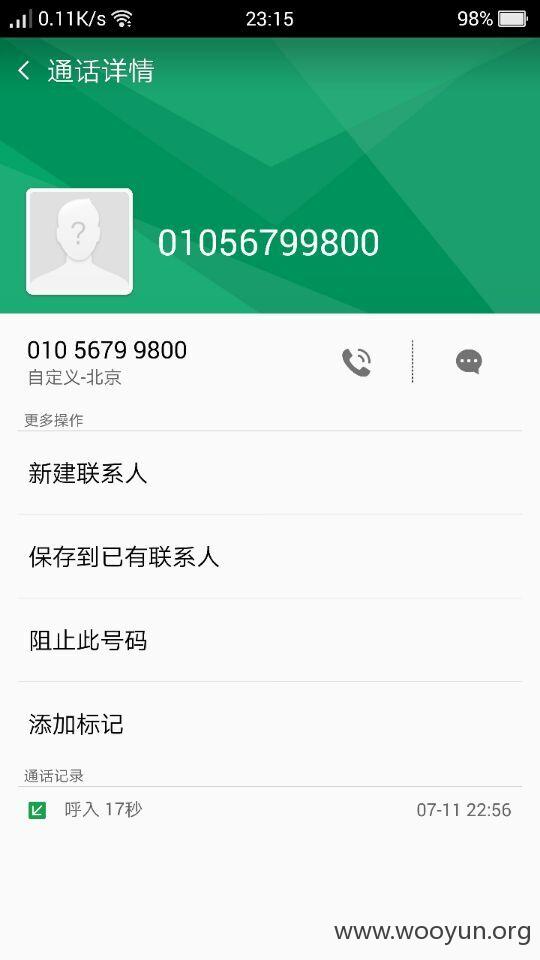 0.11K/s 23:15 98%
通话详情
?
01056799800
010 5679 9800
自定义-北京
更多操作
新建联系人
保存到已有联系人
阻止此号码
添加标记
通话记录
呼入 17秒 07-11 22:56
www.wooyun.org